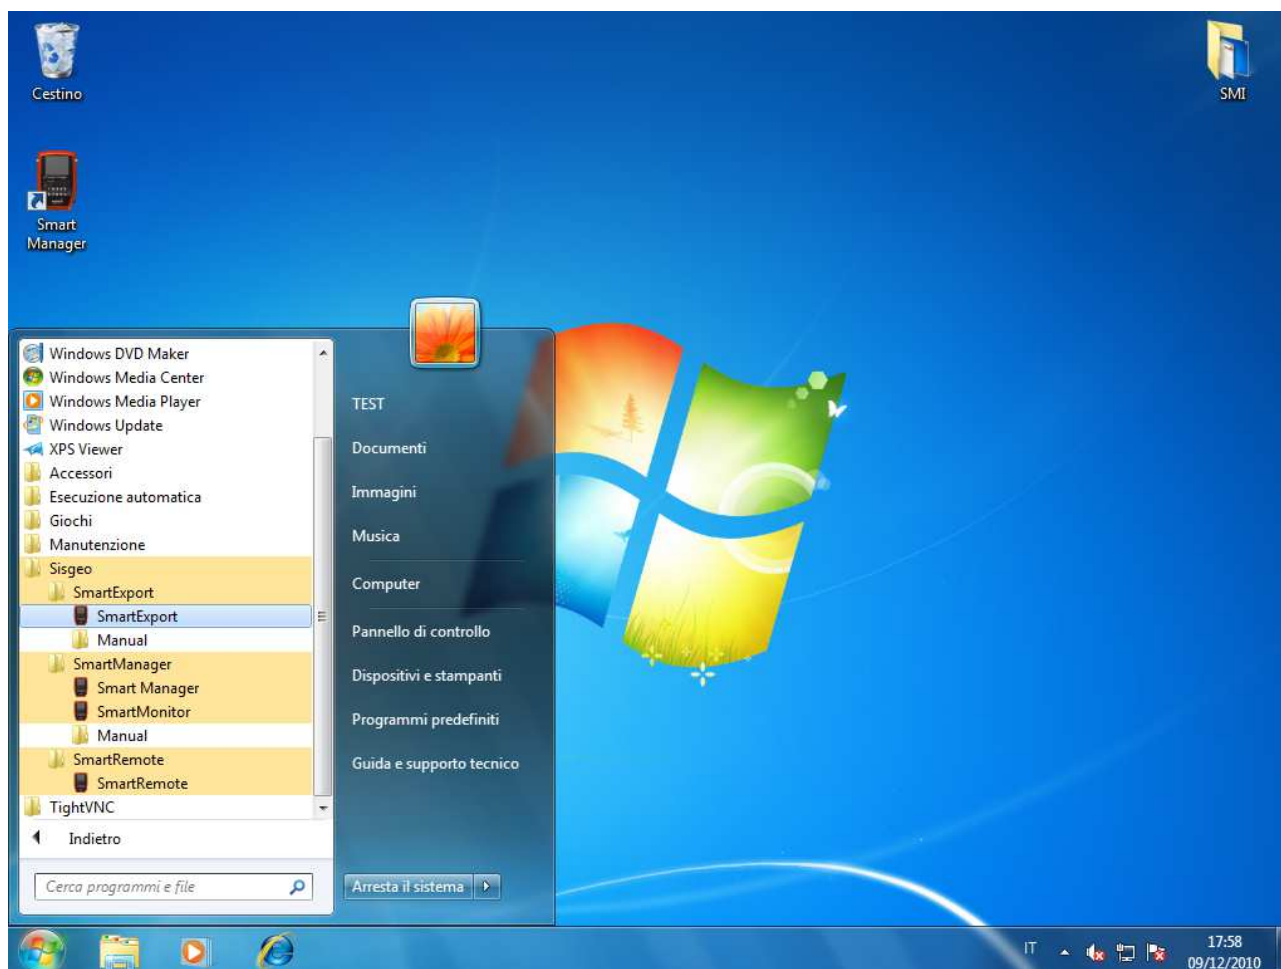 Cestino
SMI
Smart
Manager
Windows DVD Maker
Windows Media Center
Windows Media Player
Windows Update
XPS Viewer
Accessori
Esecuzione automatica
Giochi
Manutenzione
Sisgeo
SmartExport
SmartExport
Manual
SmartManager
Smart Manager
SmartMonitor
Manual
SmartRemote
SmartRemote
TightVNC
Indietro
Cerca programmi e file
TEST
Documenti
Immagini
Musica
Computer
Pannello di controllo
Dispositivi e stampanti
Programmi predefiniti
Guida e supporto tecnico
Arresta il sistema
IT
17:58
09/12/2010